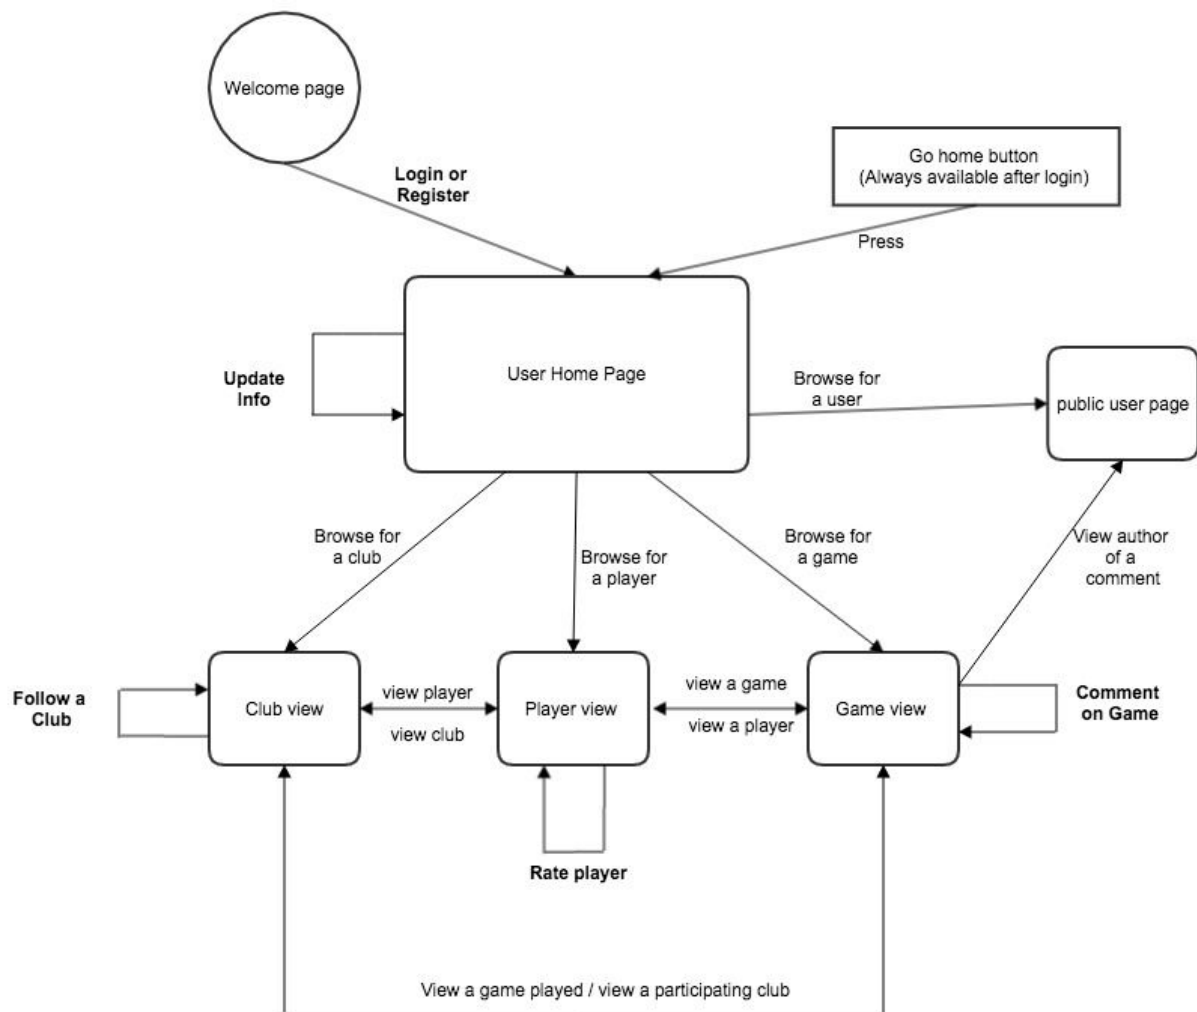 Welcome page
Login or
Register
Go home button
(Always available after login)
Press
User Home Page
Update
Info
Browse for
a user
public user page
Browse for
a club
Browse for
a player
Browse for
a game
View author
of a
comment
Follow a
Club
Club view
view player
view club
Player view
view a game
view a player
Game view
Comment
on Game
Rate player
View a game played / view a participating club